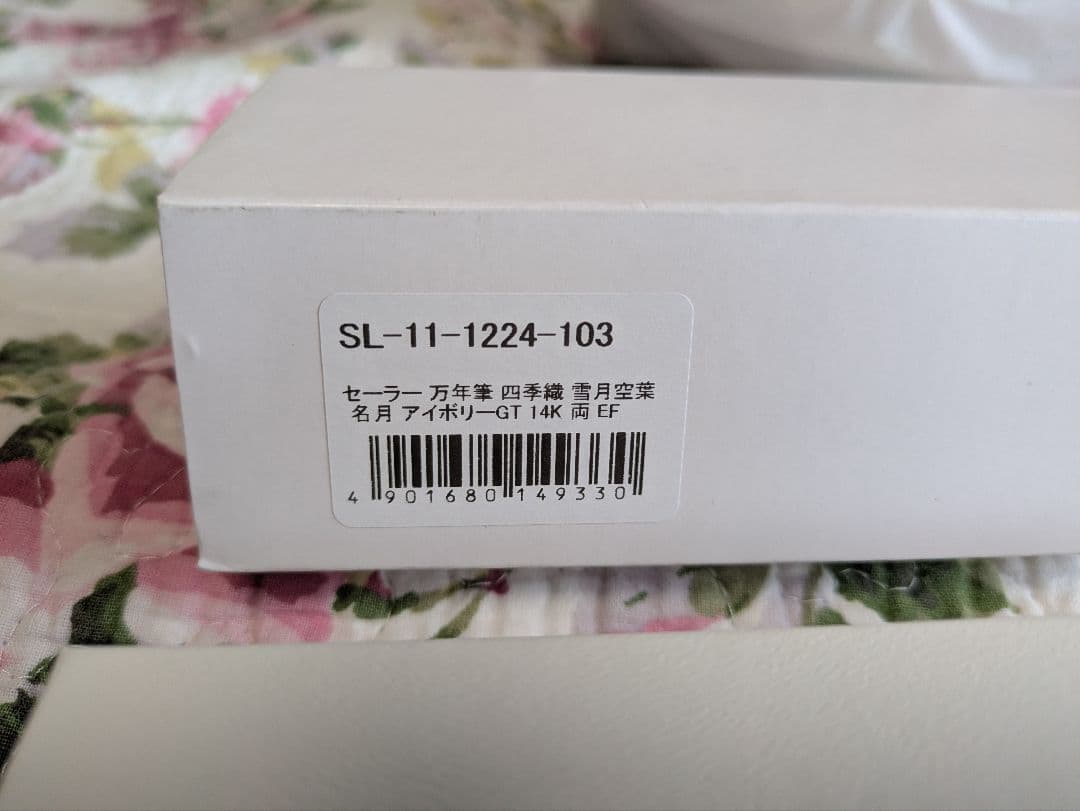 SL-11-1224-103
セーラー 万年筆 四季織 雪月空葉
名月 アイボリーGT 14K 両 EF
4 901680 149330